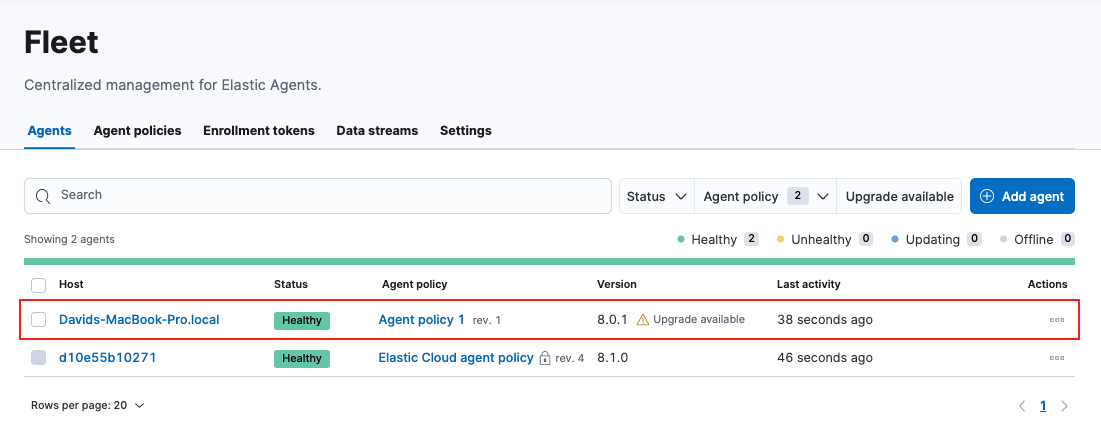 Fleet
Centralized management for Elastic Agents.
Agents Agent policies Enrollment tokens Data streams Settings
Search Status Agent policy 2 Upgrade available Add agent
Showing 2 agents Healthy 2 Unhealthy 0 Updating 0 Offline 0
Host Status Agent policy Version Last activity Actions
Davids-MacBook-Pro.local Healthy Agent policy 1 rev. 1 8.0.1 Upgrade available 38 seconds ago
d10e55b10271 Healthy Elastic Cloud agent policy rev. 4 8.1.0 46 seconds ago
Rows per page: 20 1